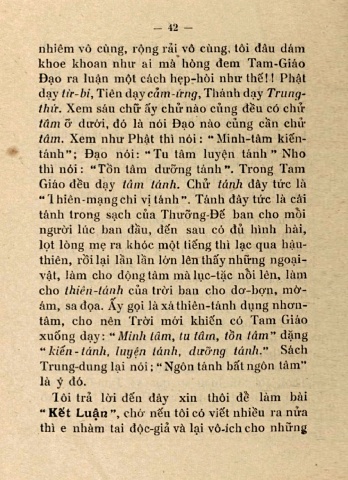 — 42 —
nhiêm vô cùng, rộng rải vô cùng. tôi đâu dám
khoe khoan như ai mà hòng đem Tam-Giáo
Đạo ra luận một cách hẹp-hòi như thế!! Phật
dạy từ-bi, Tiên dạy cảm-ứng, Thánh dạy Trung-
thứ. Xem sáu chữ ấy chữ nào cũng đều có chữ
tâm ở dưới, đó là nói Đạo nào cũng cần chữ
tâm. Xem như Phật thì nói: “Minh-tâm kiến-
tánh”; Đạo nói: “Tu tâm luyện tánh” Nho
thì nói: “Tồn tâm dưỡng tánh”. Trong Tam
Giáo đều dạy tâm tánh. Chữ tánh đây tức là
“Thiên-mạng chi vị tánh”. Tánh đây tức là cái
tánh trong sạch của Thượng-Đế ban cho mỗi
người lúc ban đầu, đến sau có đủ hình hài,
lọt lòng mẹ ra khóc một tiếng thì lạc qua hậu-
thiên, rồi lại lần lần lớn lên thấy những ngoại-
vật, làm cho động tâm mà lục-tặc nổi lên, làm
cho thiên-tánh của trời ban cho dơ-bợn, mờ-
ám, sa đọa. Ấy gọi là xả thiên-tánh dụng nhơn-
tâm, cho nên Trời mới khiến có Tam Giáo
xuống dạy: “Minh tâm, tu tâm, tồn tâm” dặng
“kiến-tánh, luyện tánh, dưỡng tánh.” Sách
Trung-dung lại nói: “Ngôn tánh bất ngôn tâm”
là ý đó.
Tôi trả lời đến đây xin thôi để làm bài
“Kết Luận”, chớ nếu tôi có viết nhiều ra nữa
thì e nhàm tai độc-giả và lại vô-ích cho những